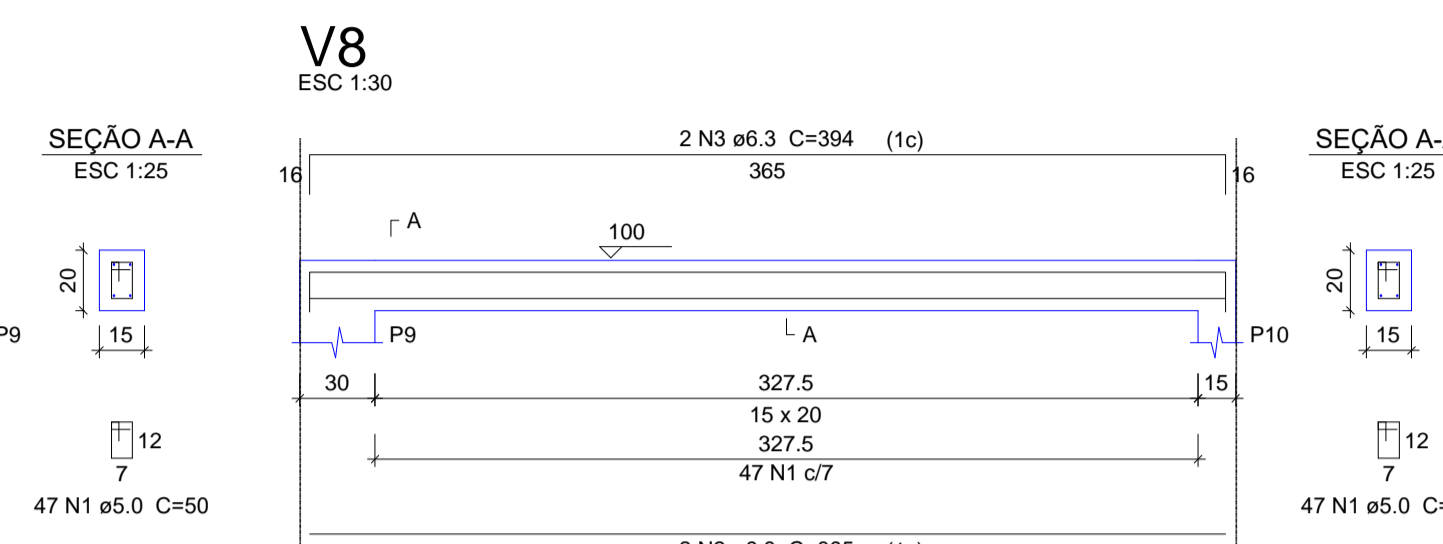 V8
ESC 1:30
SEÇÃO A-A
ESC 1:25
2 N3 ø6.3 C=394 (1c)
SEÇÃO A-
ESC 1:25
16
365
16
A
100
20
20
P9
15
P9
A
P10
15
30
327.5
15
15 x 20
12
327.5
12
7
47 N1 c/7
7
47 N1 ø5.0 C=50
47 N1 ø5.0 C=